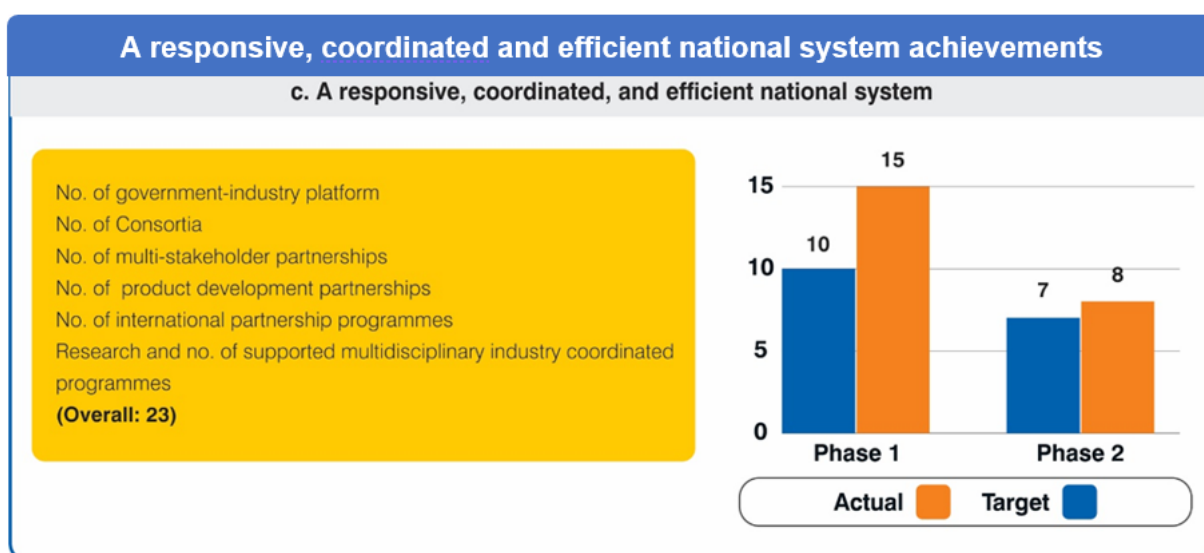 A responsive, coordinated and efficient national system achievements
c. A responsive, coordinated, and efficient national system
No. of government-industry platform
No. of Consortia
No. of multi-stakeholder partnerships
No. of product development partnerships
No. of international partnership programmes
Research and no. of supported multidisciplinary industry coordinated
programmes
(Overall: 23)
15
15
10
10
8
7
5
0
Phase 1 Phase 2
Actual Target